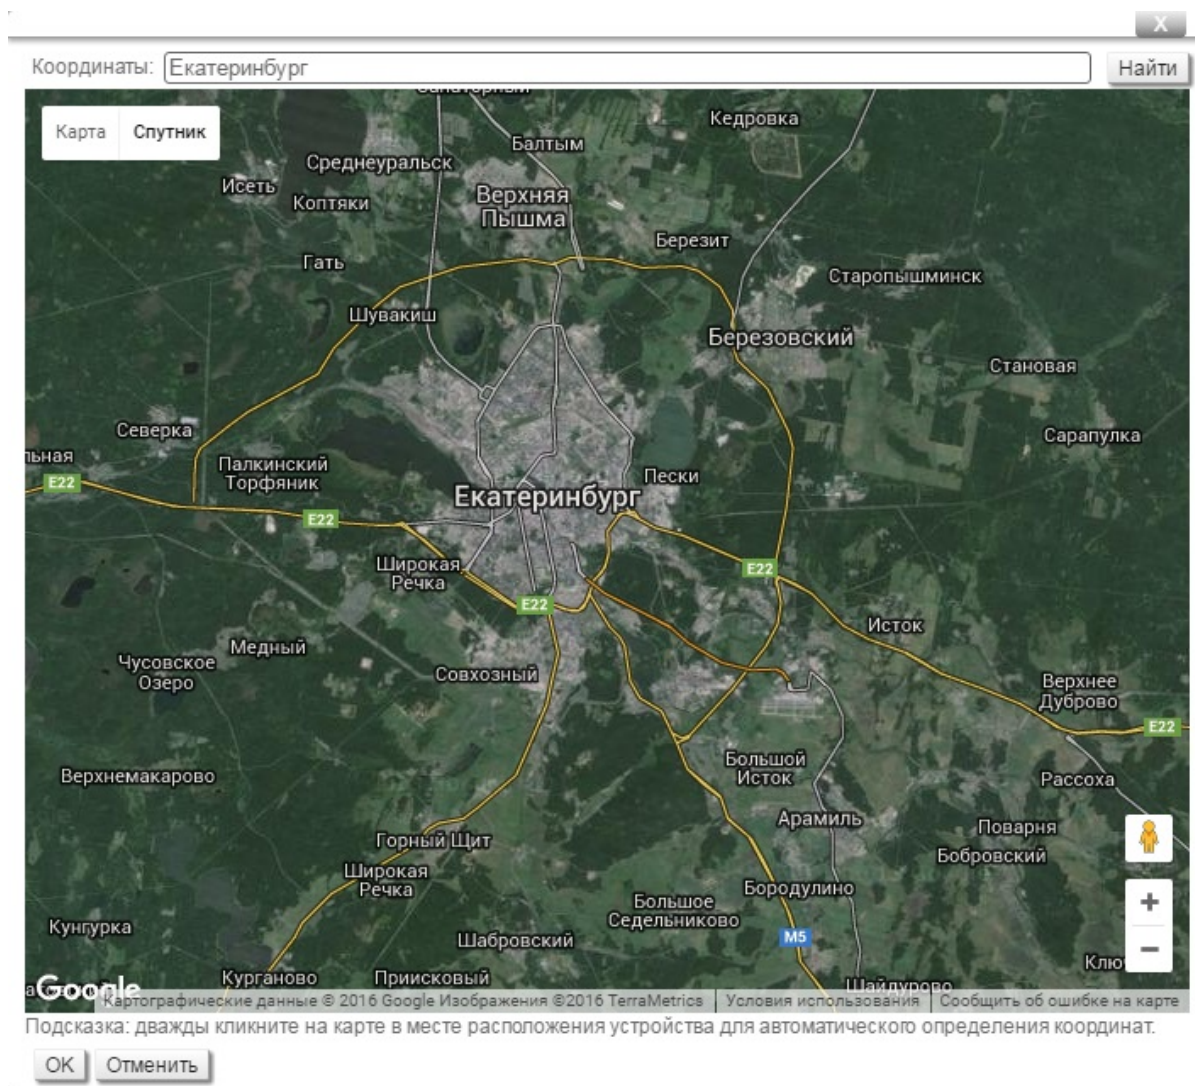 X
Координаты: Екатеринбург Найти
Карта Спутник
Санаторный
Кедровка
Балтым
Среднеуральск
Исеть
Коптяки
Верхняя
Пышма
Березит
Гать
Старопышминск
Шувакиш
Березовский
Становая
Северка
Сарапулка
льная
Палкинский
Торфяник
Пески
E22
Екатеринбург
E22
Широкая
Речка
E22
E22
Исток
Медный
Чусовское
Озеро
Совхозный
Верхнее
Дуброво
E22
Большой
Исток
Верхнемакарово
Рассоха
Арамиль
Поварня
Горный Щит
Бобровский
Широкая
Речка
Бородулино
Большое
Седельниково
+
Кунгурка
M5
Шабровский
−
Клю
Курганово
Приисковый
Шайдурово
Google
Картографические данные © 2016 Google Изображения ©2016 TerraMetrics Условия использования Сообщить об ошибке на карте
Подсказка: дважды кликните на карте в месте расположения устройства для автоматического определения координат.
OK Отменить